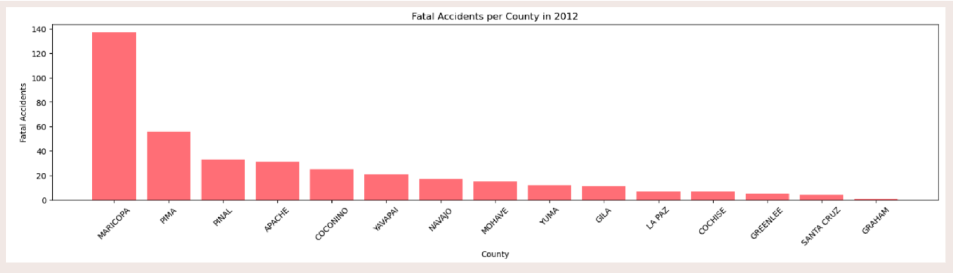 Fatal Accidents per County in 2012
Fatal Accidents
140
120
100
80
60
40
20
0
MARICOPA
PIMA
PINAL
APACHE
COCONINO
YAVAPAI
NAVAJO
MOHAVE
YUMA
GILA
LA PAZ
COCHISE
GREENLEE
SANTA CRUZ
GRAHAM
County